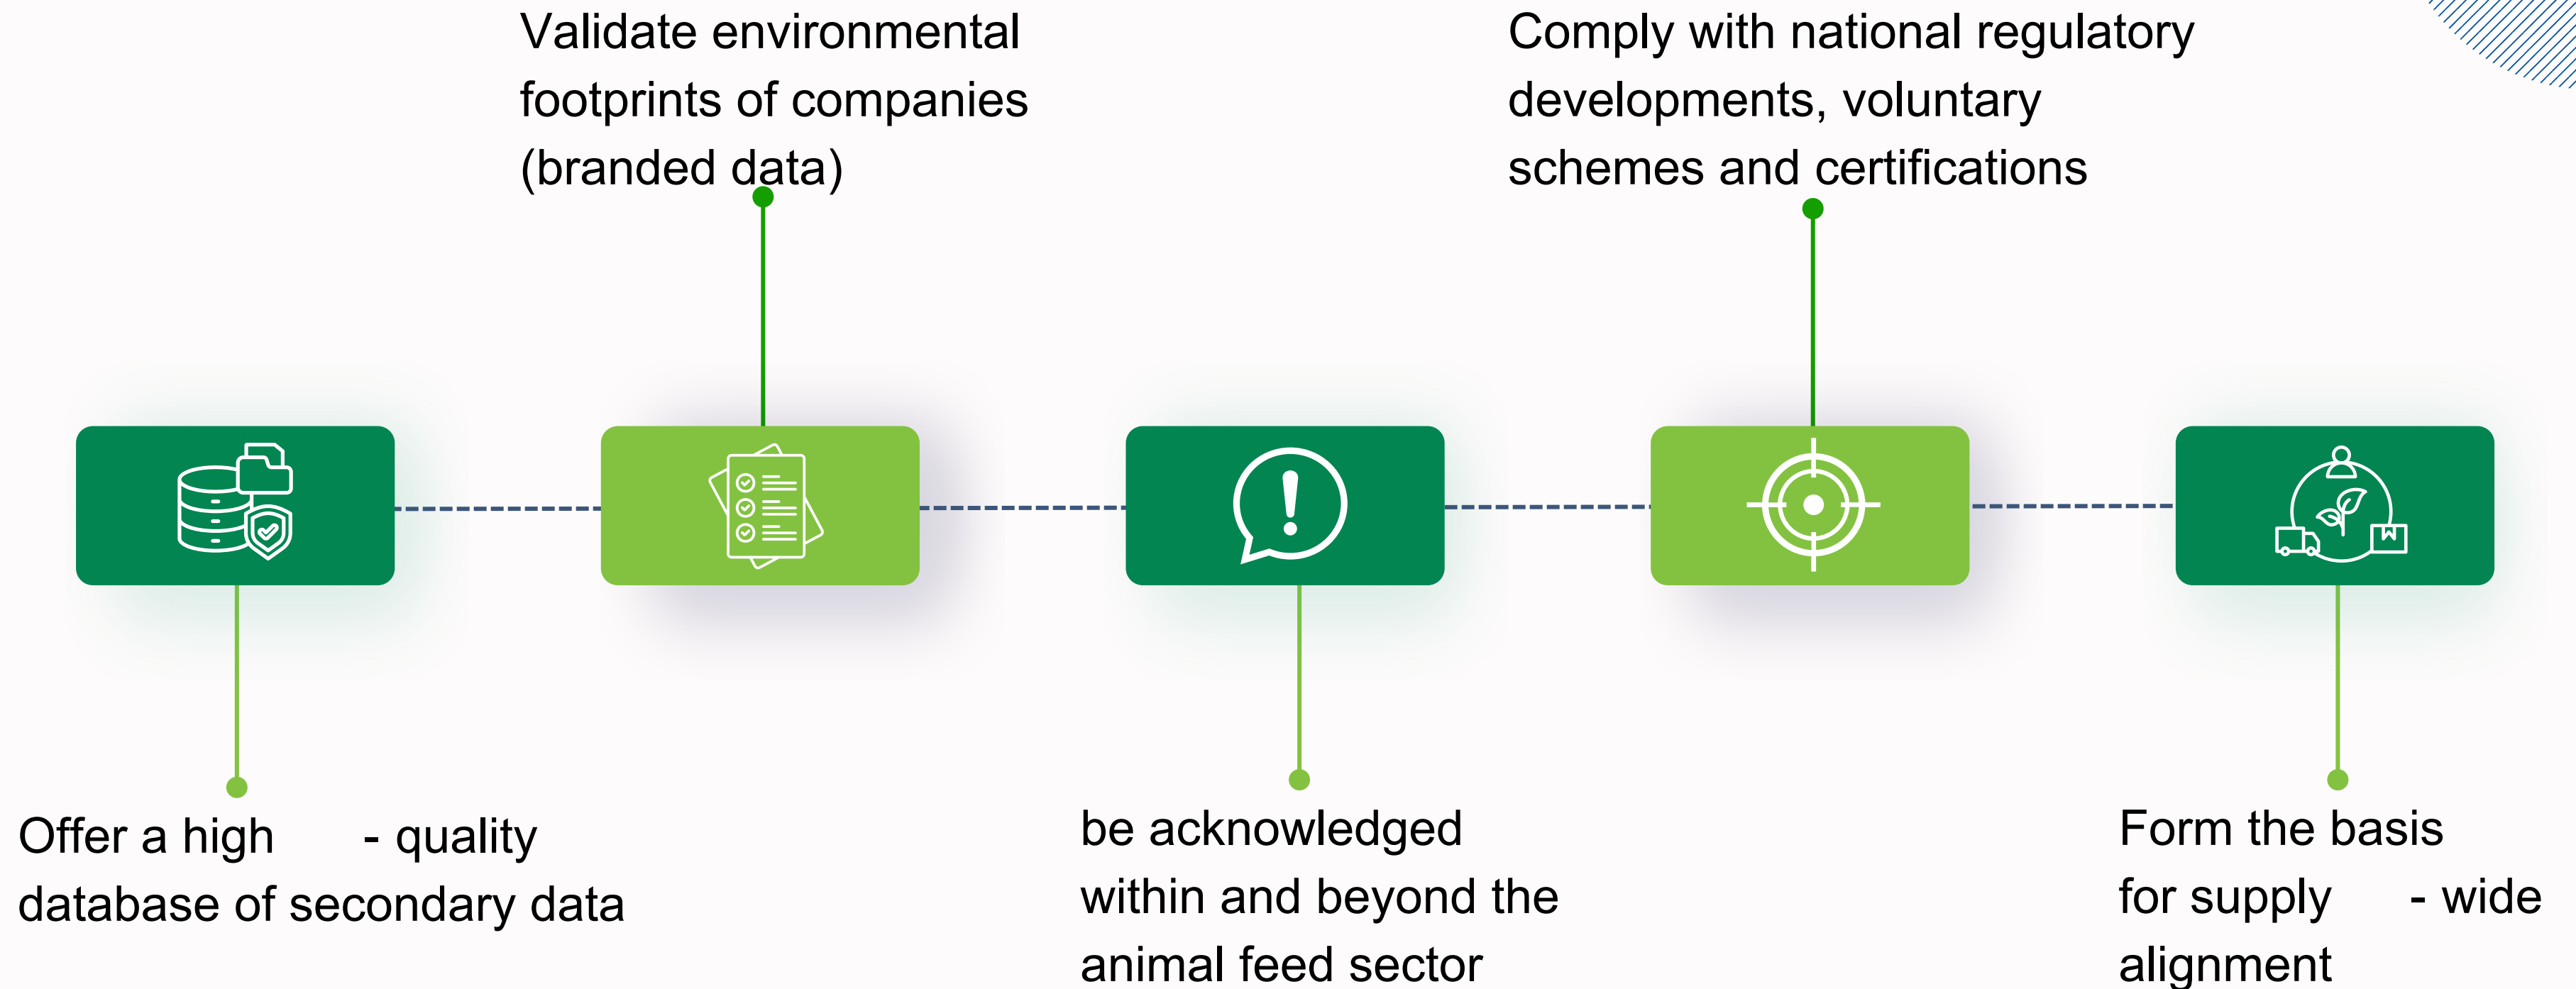 Validate environmental
footprints of companies
(branded data)
Comply with national regulatory
developments, voluntary
schemes and certifications
Offer a high - quality
database of secondary data
be acknowledged
within and beyond the
animal feed sector
Form the basis
for supply - wide
alignment